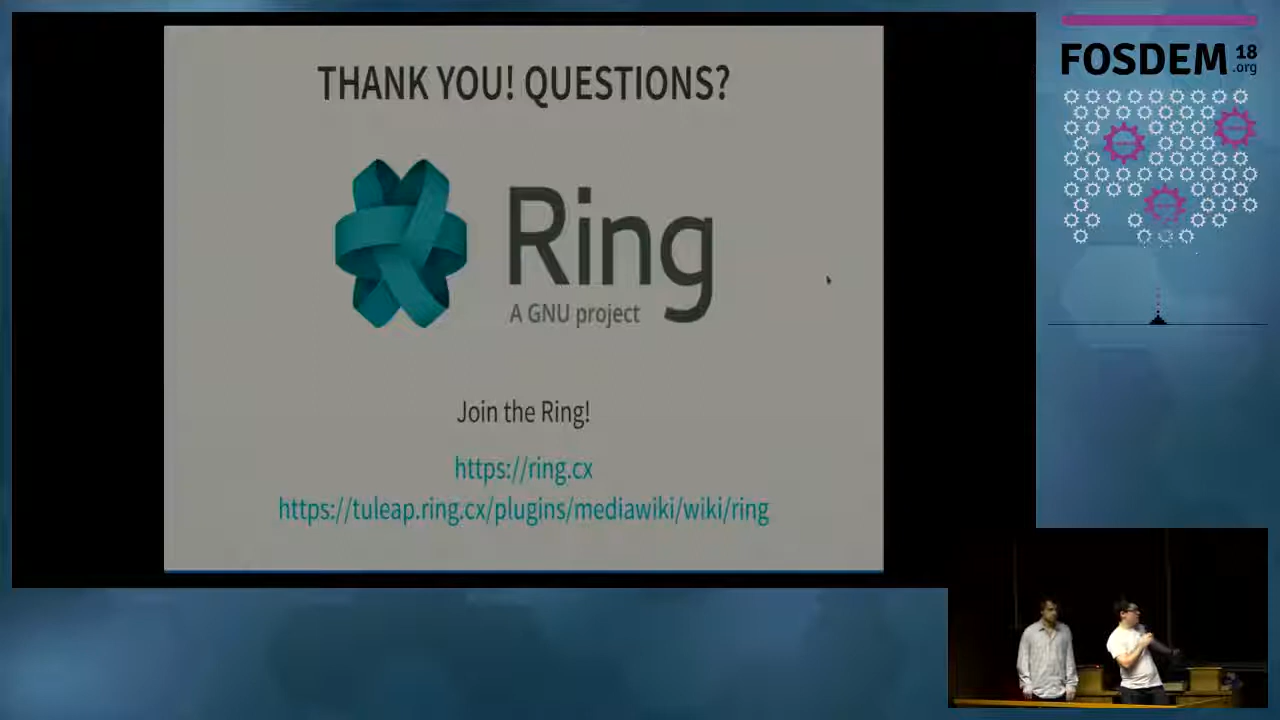 THANK YOU! QUESTIONS?
Ring
A GNU project
Join the Ring!
https://ring.cx
https://tuleap.ring.cx/plugins/mediawiki/wiki/ring
FOSDEM 18
.org